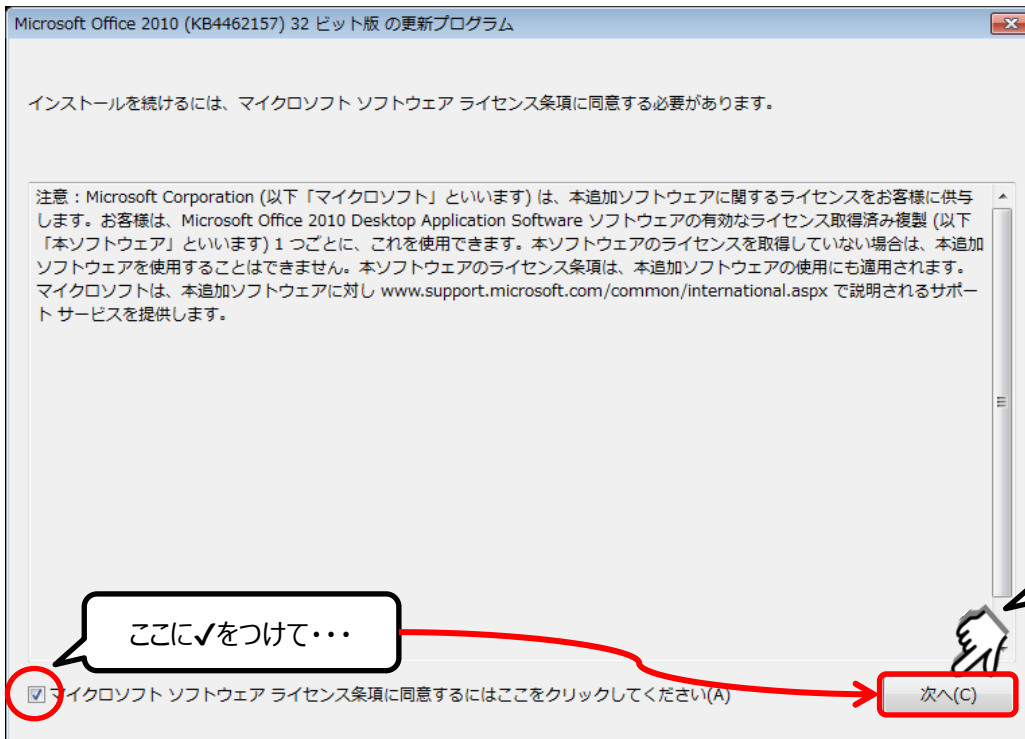 Microsoft Office 2010 (KB4462157) 32 ビット版 の更新プログラム
インストールを続けるには、マイクロソフト ソフトウェア ライセンス条項に同意する必要があります。
注意 : Microsoft Corporation (以下「マイクロソフト」といいます) は、本追加ソフトウェアに関するライセンスをお客様に供与
します。お客様は、Microsoft Office 2010 Desktop Application Software ソフトウェアの有効なライセンス取得済み複製 (以下
「本ソフトウェア」といいます) 1 つごとに、これを使用できます。本ソフトウェアのライセンスを取得していない場合は、本追加
ソフトウェアを使用することはできません。本ソフトウェアのライセンス条項は、本追加ソフトウェアの使用にも適用されます。
マイクロソフトは、本追加ソフトウェアに対し www.support.microsoft.com/common/international.aspx で説明されるサポー
ト サービスを提供します。
ここに✓をつけて・・・
マイクロソフト ソフトウェア ライセンス条項に同意するにはここをクリックしてください(A)
次へ(C)